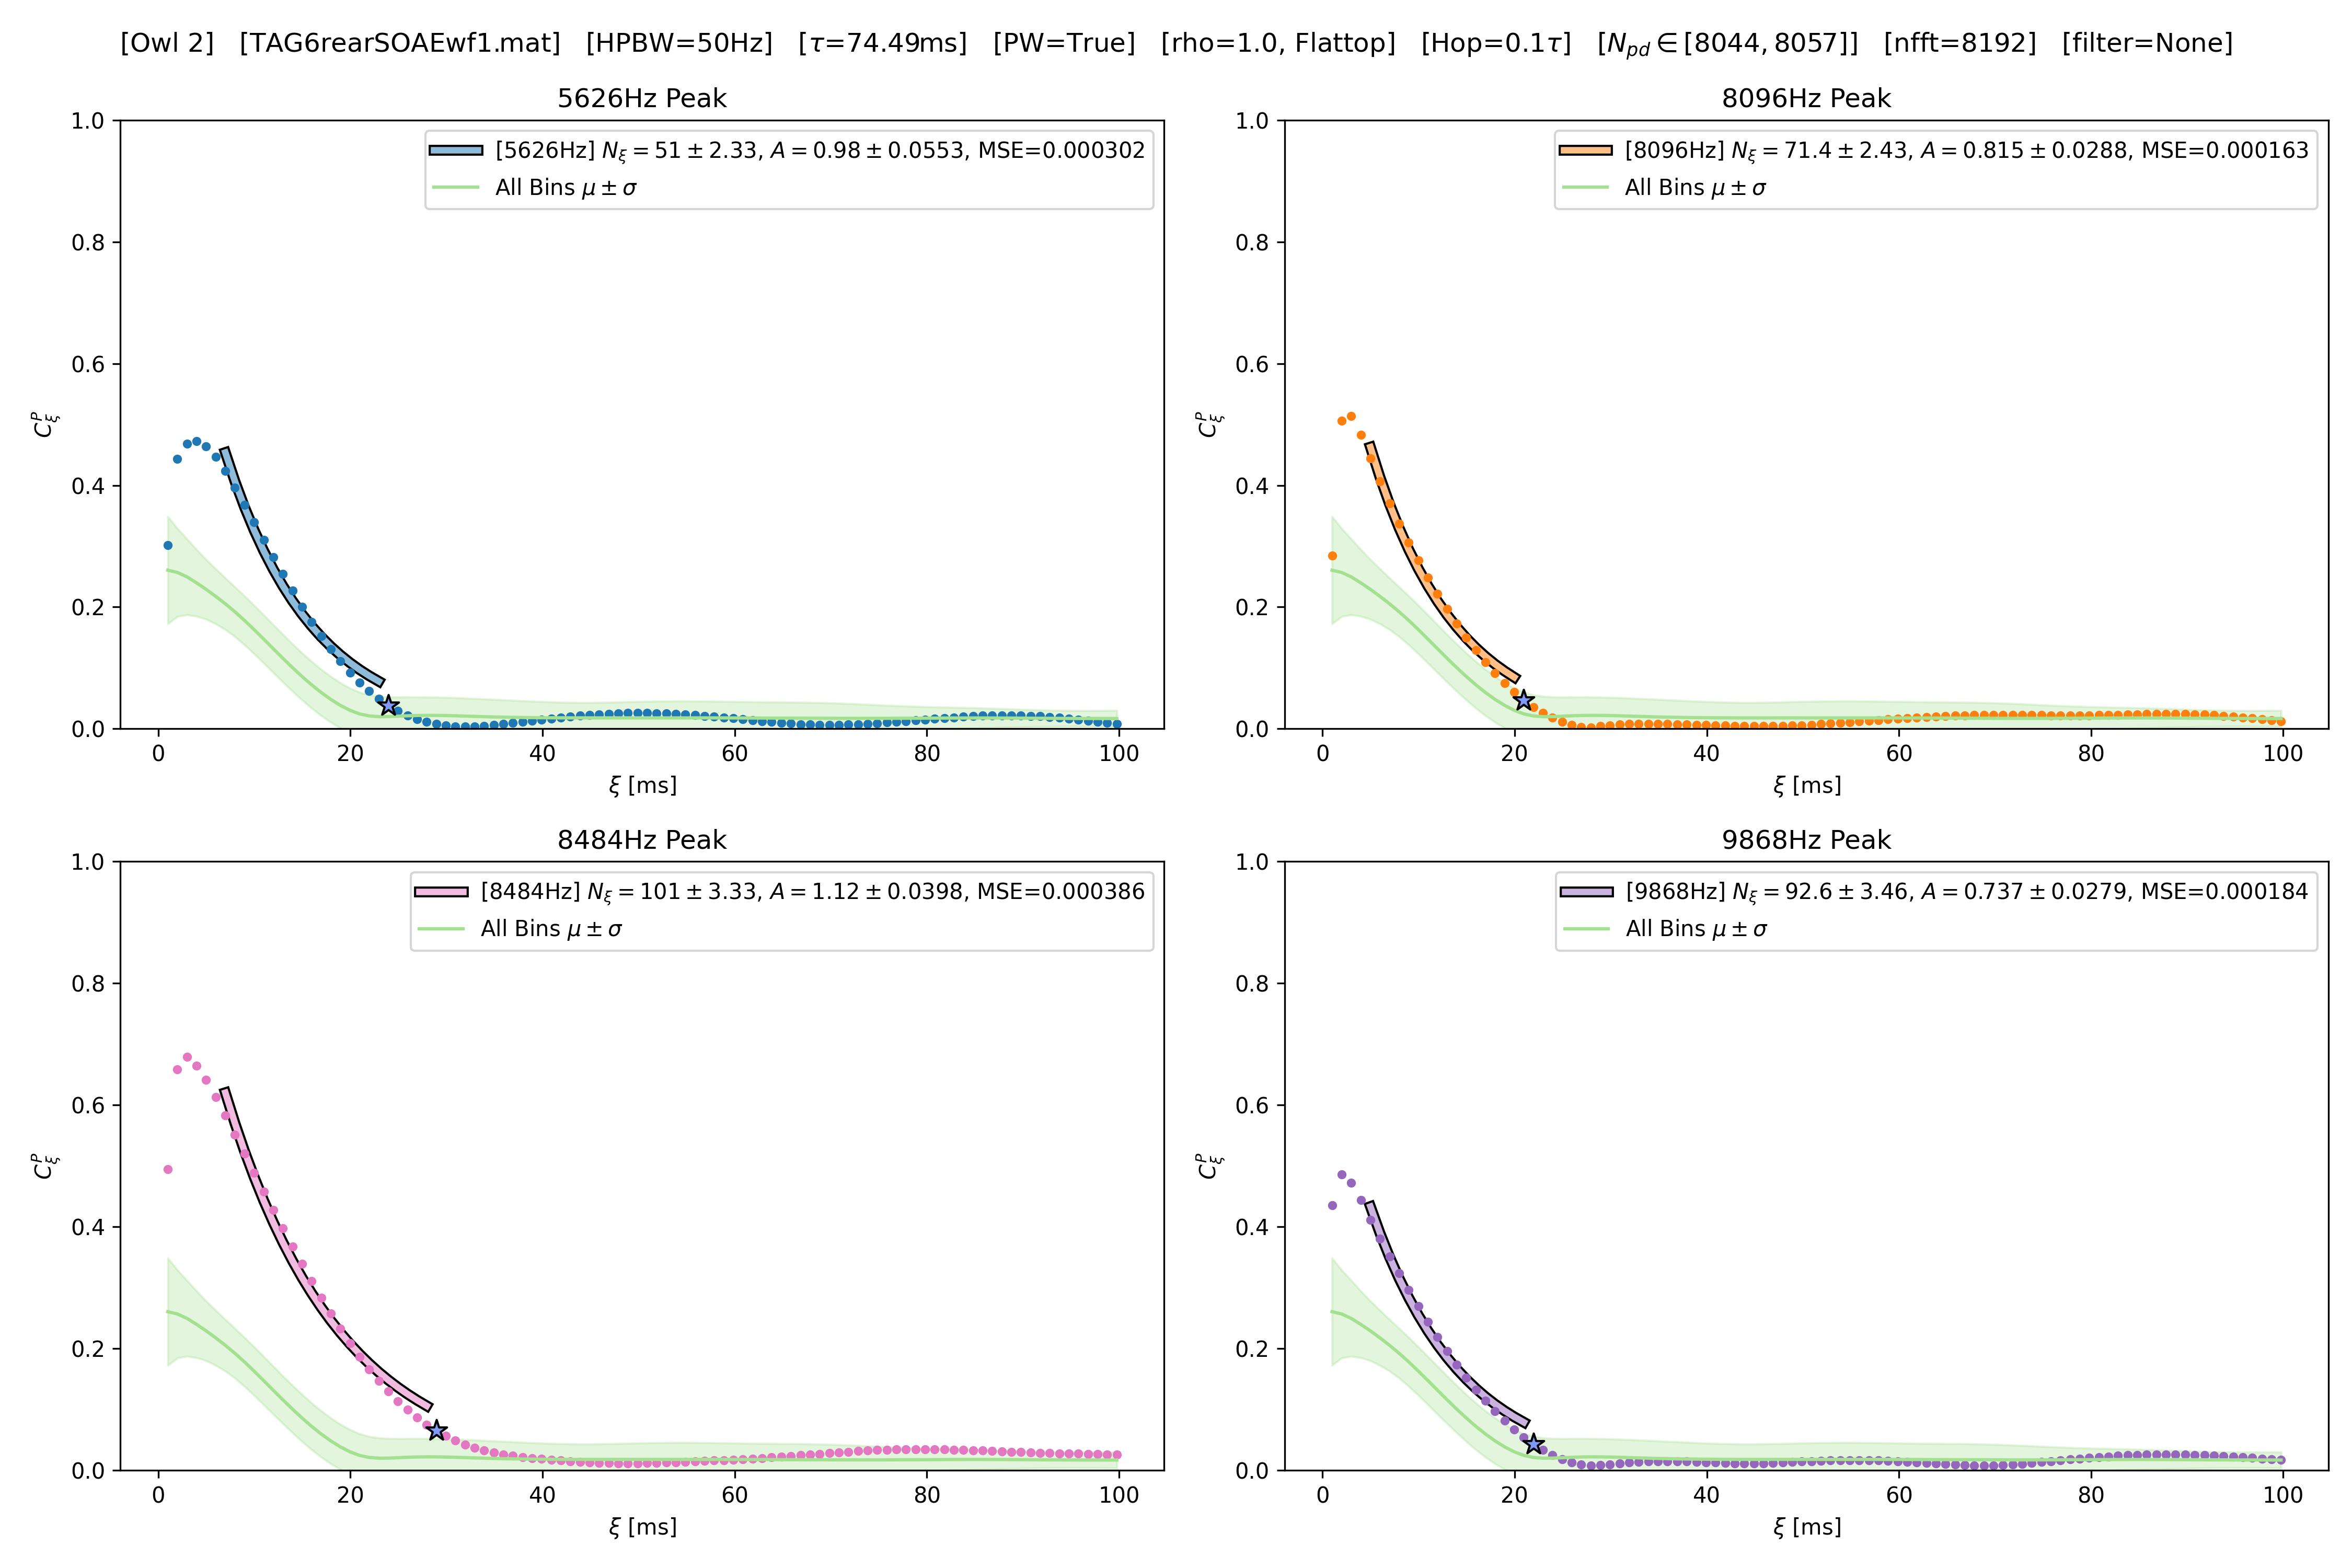 [Owl 2] [TAG6rearSOAEwf1.mat] [HPBW=50Hz] [τ=74.49ms] [PW=True] [rho=1.0, Flattop] [Hop=0.1τ] [N_pd ∈ [8044, 8057]] [nfft=8192] [filter=None]
5626Hz Peak
[5626Hz] N_ξ = 51 ± 2.33, A = 0.98 ± 0.0553, MSE=0.000302
All Bins μ ± σ
1.0
0.8
0.6
0.4
0.2
0.0
C_ξ^P
0 20 40 60 80 100
ξ [ms]
8096Hz Peak
[8096Hz] N_ξ = 71.4 ± 2.43, A = 0.815 ± 0.0288, MSE=0.000163
All Bins μ ± σ
1.0
0.8
0.6
0.4
0.2
0.0
C_ξ^P
0 20 40 60 80 100
ξ [ms]
8484Hz Peak
[8484Hz] N_ξ = 101 ± 3.33, A = 1.12 ± 0.0398, MSE=0.000386
All Bins μ ± σ
1.0
0.8
0.6
0.4
0.2
0.0
C_ξ^P
0 20 40 60 80 100
ξ [ms]
9868Hz Peak
[9868Hz] N_ξ = 92.6 ± 3.46, A = 0.737 ± 0.0279, MSE=0.000184
All Bins μ ± σ
1.0
0.8
0.6
0.4
0.2
0.0
C_ξ^P
0 20 40 60 80 100
ξ [ms]